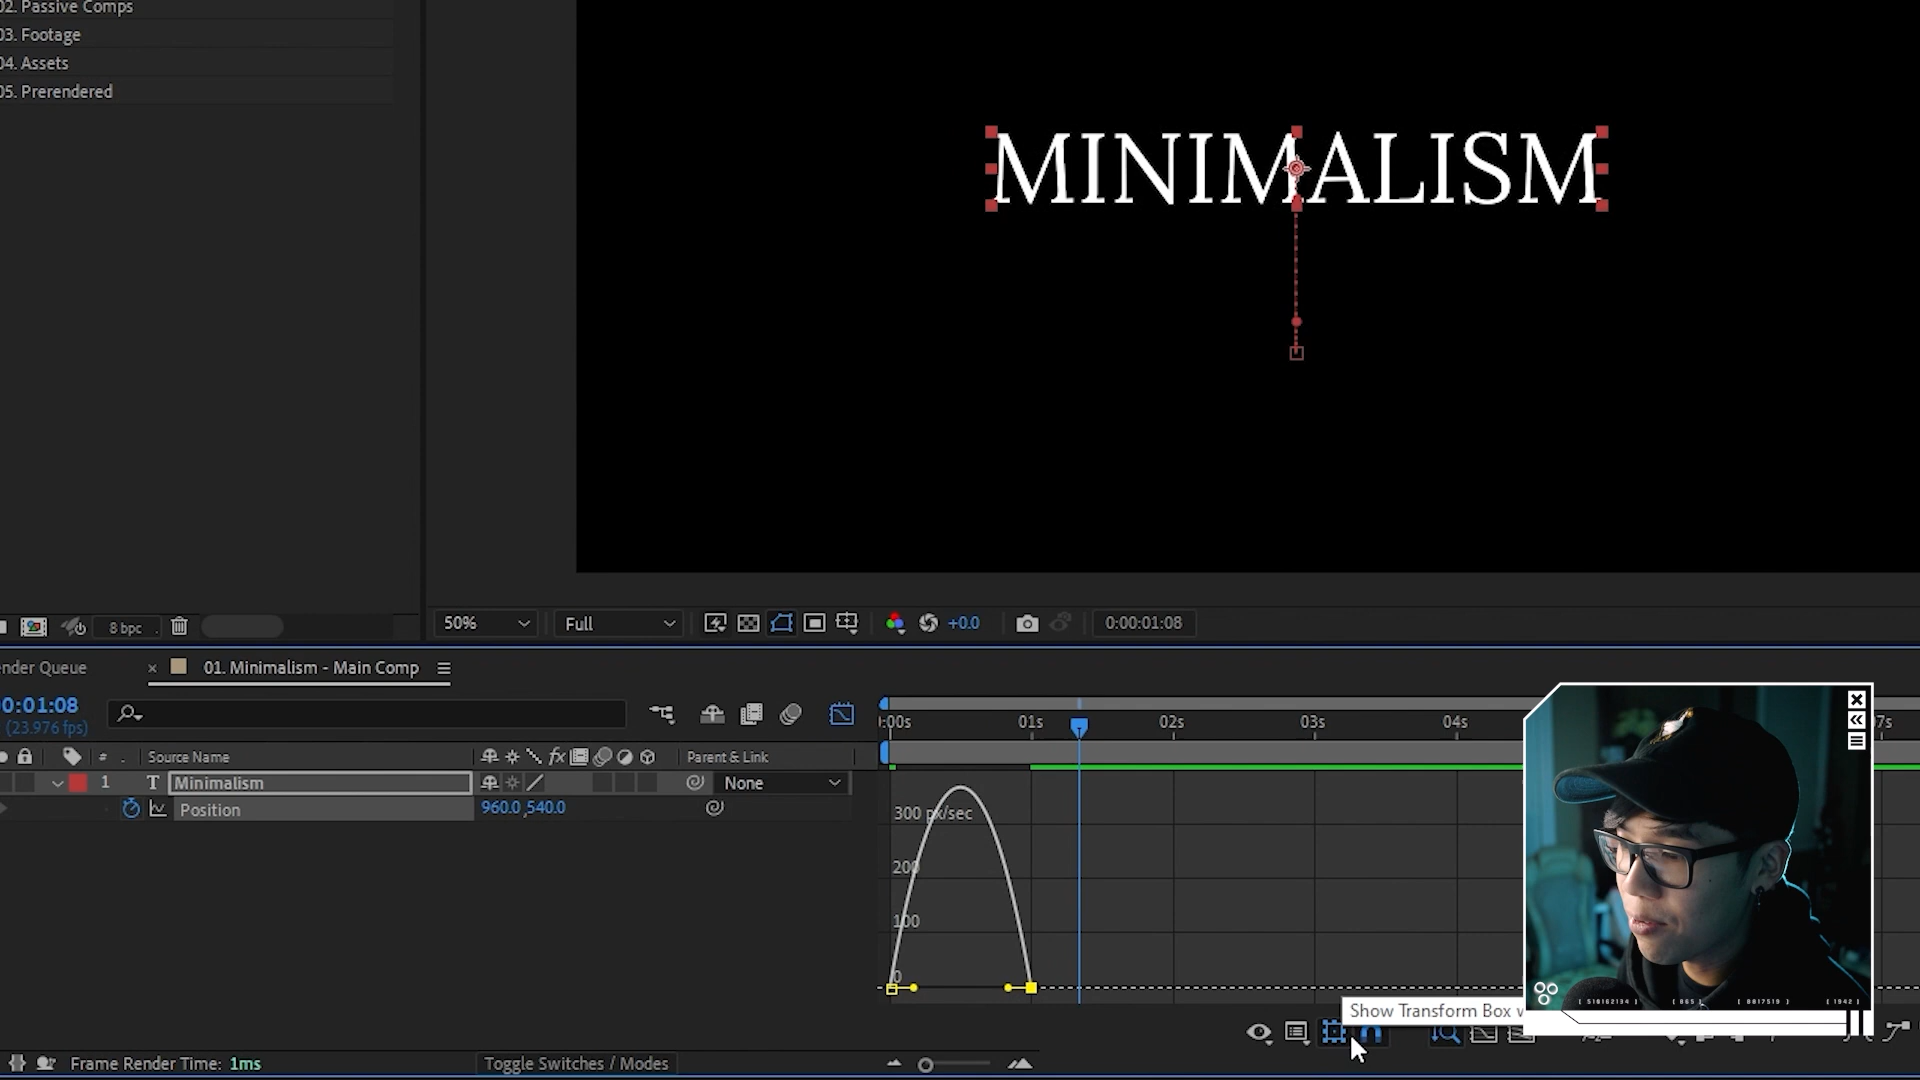 02. Passive Comps
03. Footage
04. Assets
05. Prerendered
MINIMALISM
8 bpc
50%
Full
+0.0
0:00:01:08
Render Queue
01. Minimalism - Main Comp
00:01:08
(23.976 fps)
:00s 01s 02s 03s 04s 7s
# . Source Name
fx
Parent & Link
1 T Minimalism
None
Position 960.0,540.0
300 px/sec
200
100
0
Show Transform Box
Frame Render Time: 1ms
Toggle Switches / Modes